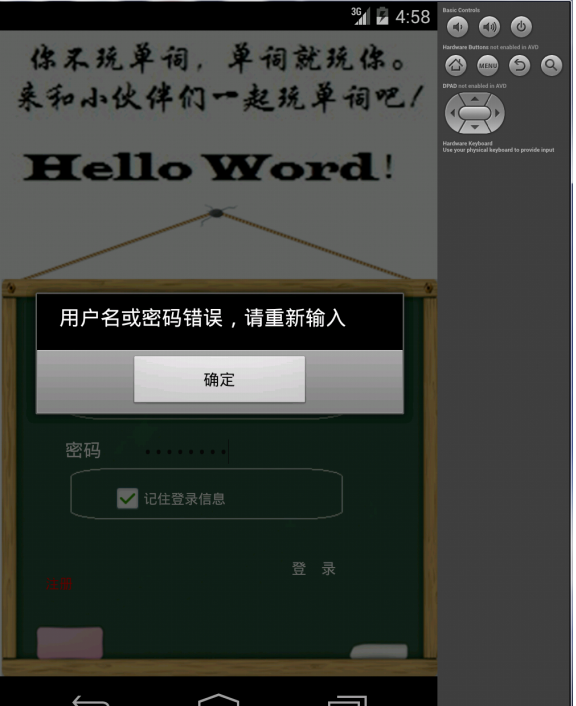 3G 4:58
你不玩单词，单词就玩你。
来和小伙伴们一起玩单词吧！
Hello Word!
用户名或密码错误，请重新输入
确定
密码 ········
记住登录信息
登 录
注册
Basic Controls
Hardware Buttons not enabled in AVD
MENU
DPAD not enabled in AVD
Hardware Keyboard
Use your physical keyboard to provide input